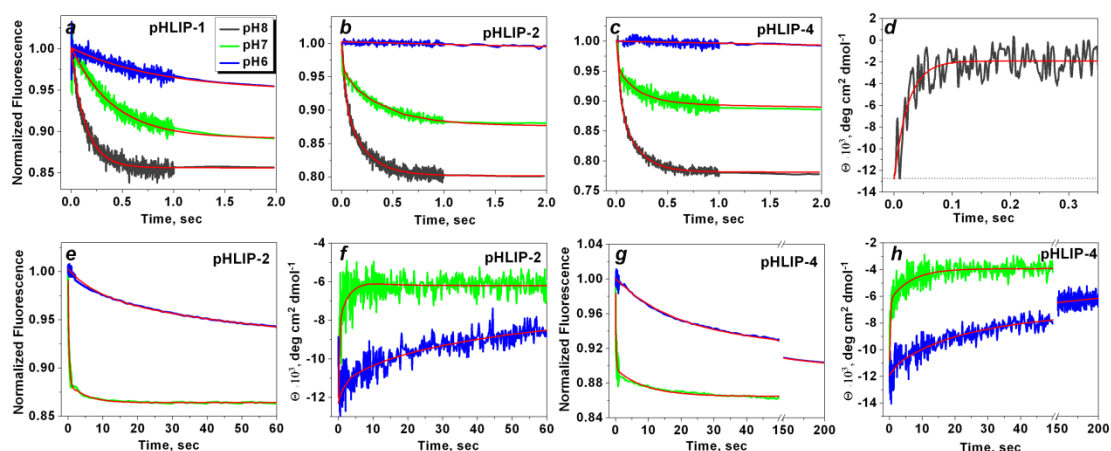 a pHLIP-1
pH8
pH7
pH6
Normalized Fluorescence
1.00
0.95
0.90
0.85
0.0 0.5 1.0 1.5 2.0
Time, sec
b pHLIP-2
1.00
0.95
0.90
0.85
0.80
0.0 0.5 1.0 1.5 2.0
Time, sec
c pHLIP-4
1.00
0.95
0.90
0.85
0.80
0.75
0.0 0.5 1.0 1.5 2.0
Time, sec
d
Θ ·10³, deg cm2 dmol-1
0
-2
-4
-6
-8
-10
-12
-14
0.0 0.1 0.2 0.3
Time, sec
e pHLIP-2
Normalized Fluorescence
1.00
0.95
0.90
0.85
0 10 20 30 40 50 60
Time, sec
f pHLIP-2
Θ ·10³, deg cm2 dmol-1
-4
-6
-8
-10
-12
0 10 20 30 40 50 60
Time, sec
g pHLIP-4
Normalized Fluorescence
1.04
1.00
0.96
0.92
0.88
0.84
0 10 20 30 40 150 200
Time, sec
h pHLIP-4
Θ ·10³, deg cm2 dmol-1
-2
-4
-6
-8
-10
-12
-14
-16
0 10 20 30 40 150 200
Time, sec